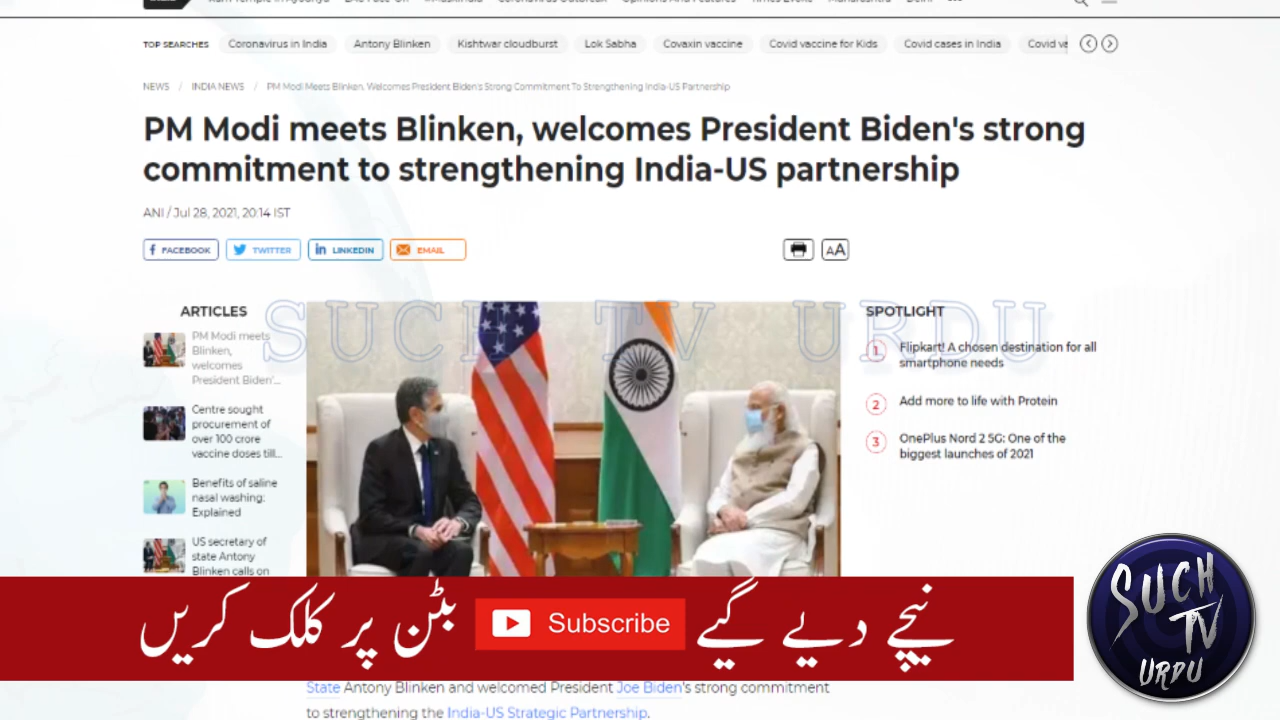 TOP SEARCHES Coronavirus in India Antony Blinken Kishtwar cloudburst Lok Sabha Covaxin vaccine Covid vaccine for Kids Covid cases in India Covid va
NEWS / INDIA NEWS / PM Modi Meets Blinken, Welcomes President Biden's Strong Commitment To Strengthening India-US Partnership
PM Modi meets Blinken, welcomes President Biden's strong
commitment to strengthening India-US partnership
ANI / Jul 28, 2021, 20:14 IST
FACEBOOK TWITTER LINKEDIN EMAIL AA
ARTICLES
PM Modi meets
Blinken,
welcomes
President Biden'...
Centre sought
procurement of
over 100 crore
vaccine doses till...
Benefits of saline
nasal washing:
Explained
US secretary of
state Antony
Blinken calls on
SUCH TV URDU
SPOTLIGHT
1 Flipkart! A chosen destination for all
smartphone needs
2 Add more to life with Protein
3 OnePlus Nord 2 5G: One of the
biggest launches of 2021
نیچے دیے گیے Subscribe بٹن پر کلک کریں
SUCH
TV
URDU
State Antony Blinken and welcomed President Joe Biden's strong commitment
to strengthening the India-US Strategic Partnership.